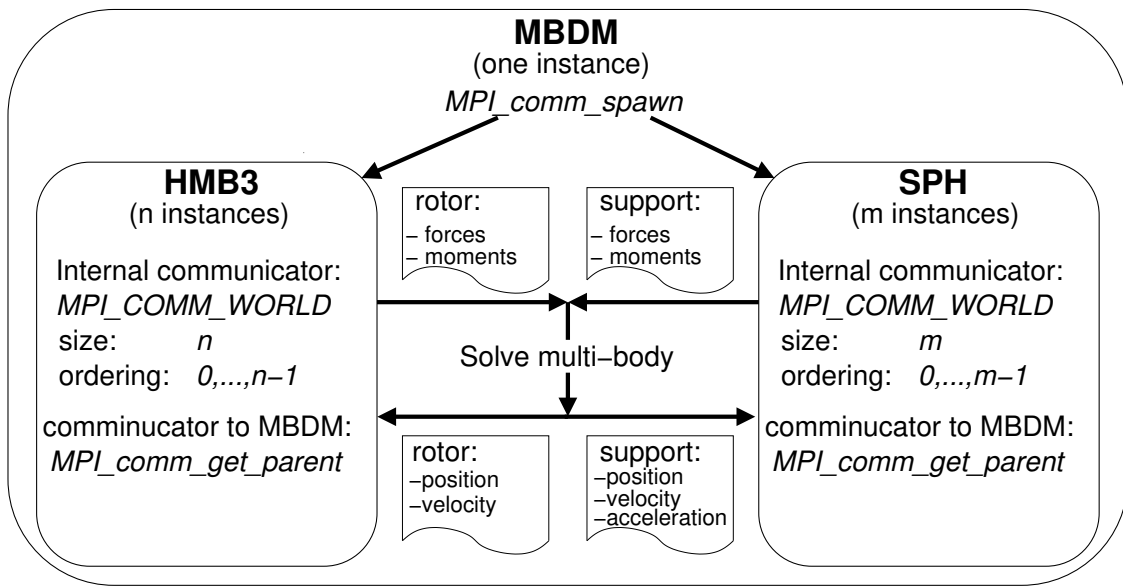 MBDM
(one instance)
MPI_comm_spawn
HMB3
(n instances)
Internal communicator:
MPI_COMM_WORLD
size: n
ordering: 0,...,n−1
comminucator to MBDM:
MPI_comm_get_parent
rotor:
− forces
− moments
support:
− forces
− moments
Solve multi−body
rotor:
−position
−velocity
support:
−position
−velocity
−acceleration
SPH
(m instances)
Internal communicator:
MPI_COMM_WORLD
size: m
ordering: 0,...,m−1
comminucator to MBDM:
MPI_comm_get_parent